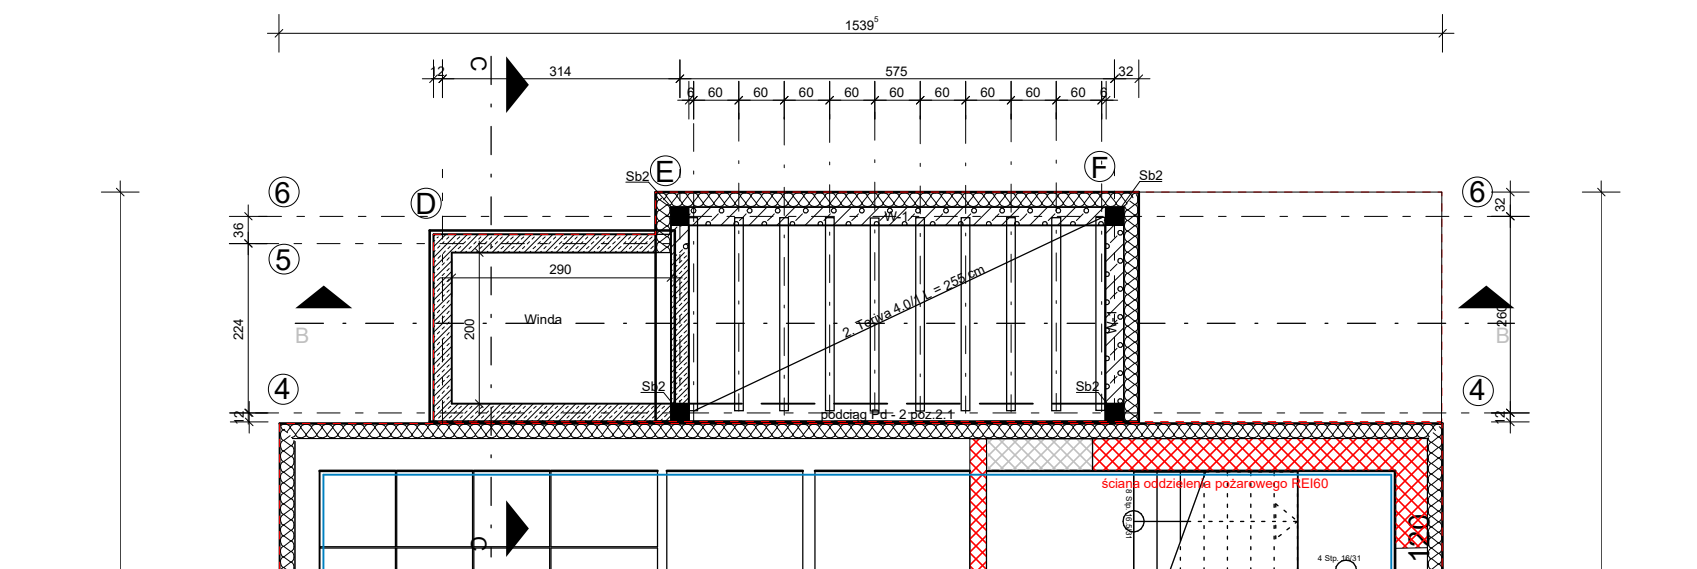 1539⁵
C
12
314
575
32
6
60
60
60
60
60
60
60
60
60
6
E
F
Sb2
Sb2
6
6
D
W-1
36
32
5
290
2. Teriva 4.0/1 L = 255 cm
Winda
200
224
W-1
260
B
B
4
4
Sb2
Sb2
12
12
podciąg Pd - 2 poz.2.1
ściana oddzielenia pożarowego REI60
120
C
4 Stp. 16/31